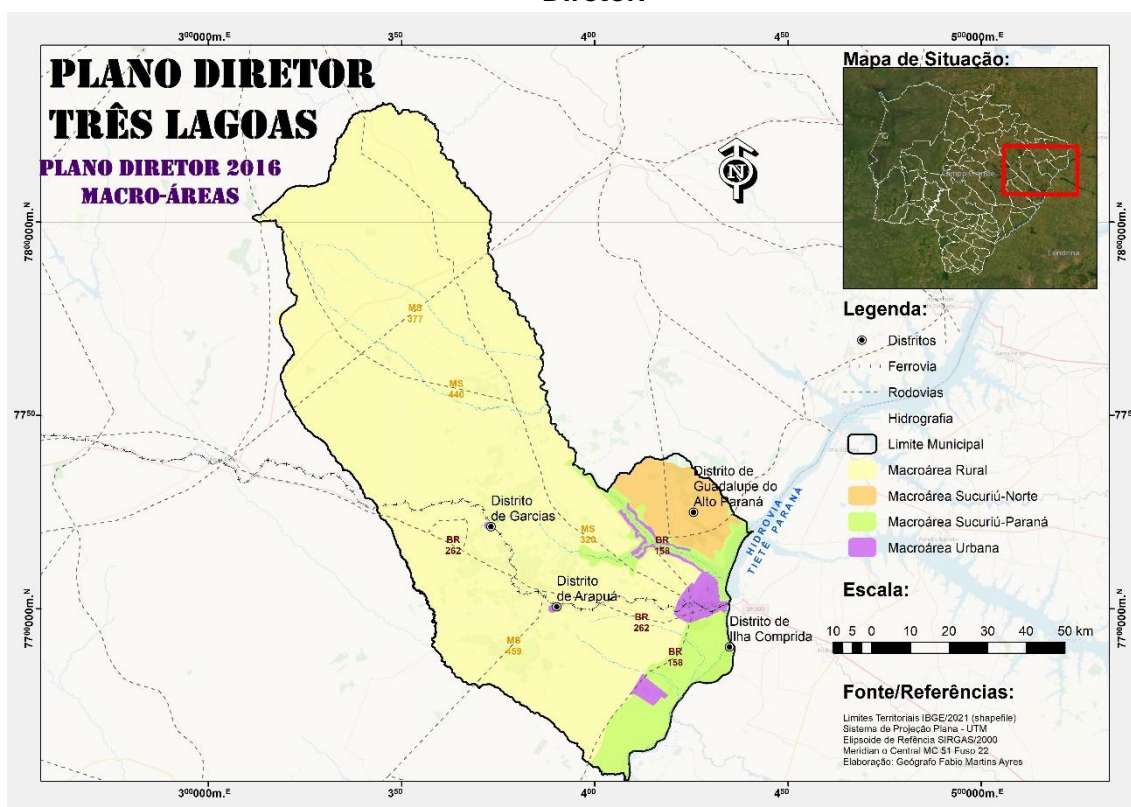 Diretor.
3⁰⁰000m.E
3⁵⁰
4⁰⁰
4⁵⁰
5⁰⁰000m.E
PLANO DIRETOR
TRÊS LAGOAS
PLANO DIRETOR 2016
MACRO-ÁREAS
N
Mapa de Situação:
Campo Grande
Londrina
78⁰⁰000m.N
78⁰⁰000m.N
77⁵⁰
77⁵⁰
77⁰⁰000m.N
77⁰⁰000m.N
MS
377
MS
440
Distrito
de Garcias
BR
262
MS
320
Distrito de
Guadalupe do
Alto Paraná
BR
158
HIDROVIA
TIETÊ PARANÁ
Distrito
de Arapuá
BR
262
Distrito de
Ilha Comprida
MS
459
BR
158
Legenda:
Distritos
Ferrovia
Rodovias
Hidrografia
Limite Municipal
Macroárea Rural
Macroárea Sucuriú-Norte
Macroárea Sucuriú-Paraná
Macroárea Urbana
Escala:
10 5 0 10 20 30 40 50 km
Fonte/Referências:
Limites Territoriais IBGE/2021 (shapefile)
Sistema de Projeção Plana - UTM
Elipsoide de Refência SIRGAS/2000
Meridian o Central MC 51 Fuso 22
Elaboração: Geógrafo Fabio Martins Ayres
3⁰⁰000m.E
3⁵⁰
4⁰⁰
4⁵⁰
5⁰⁰000m.E